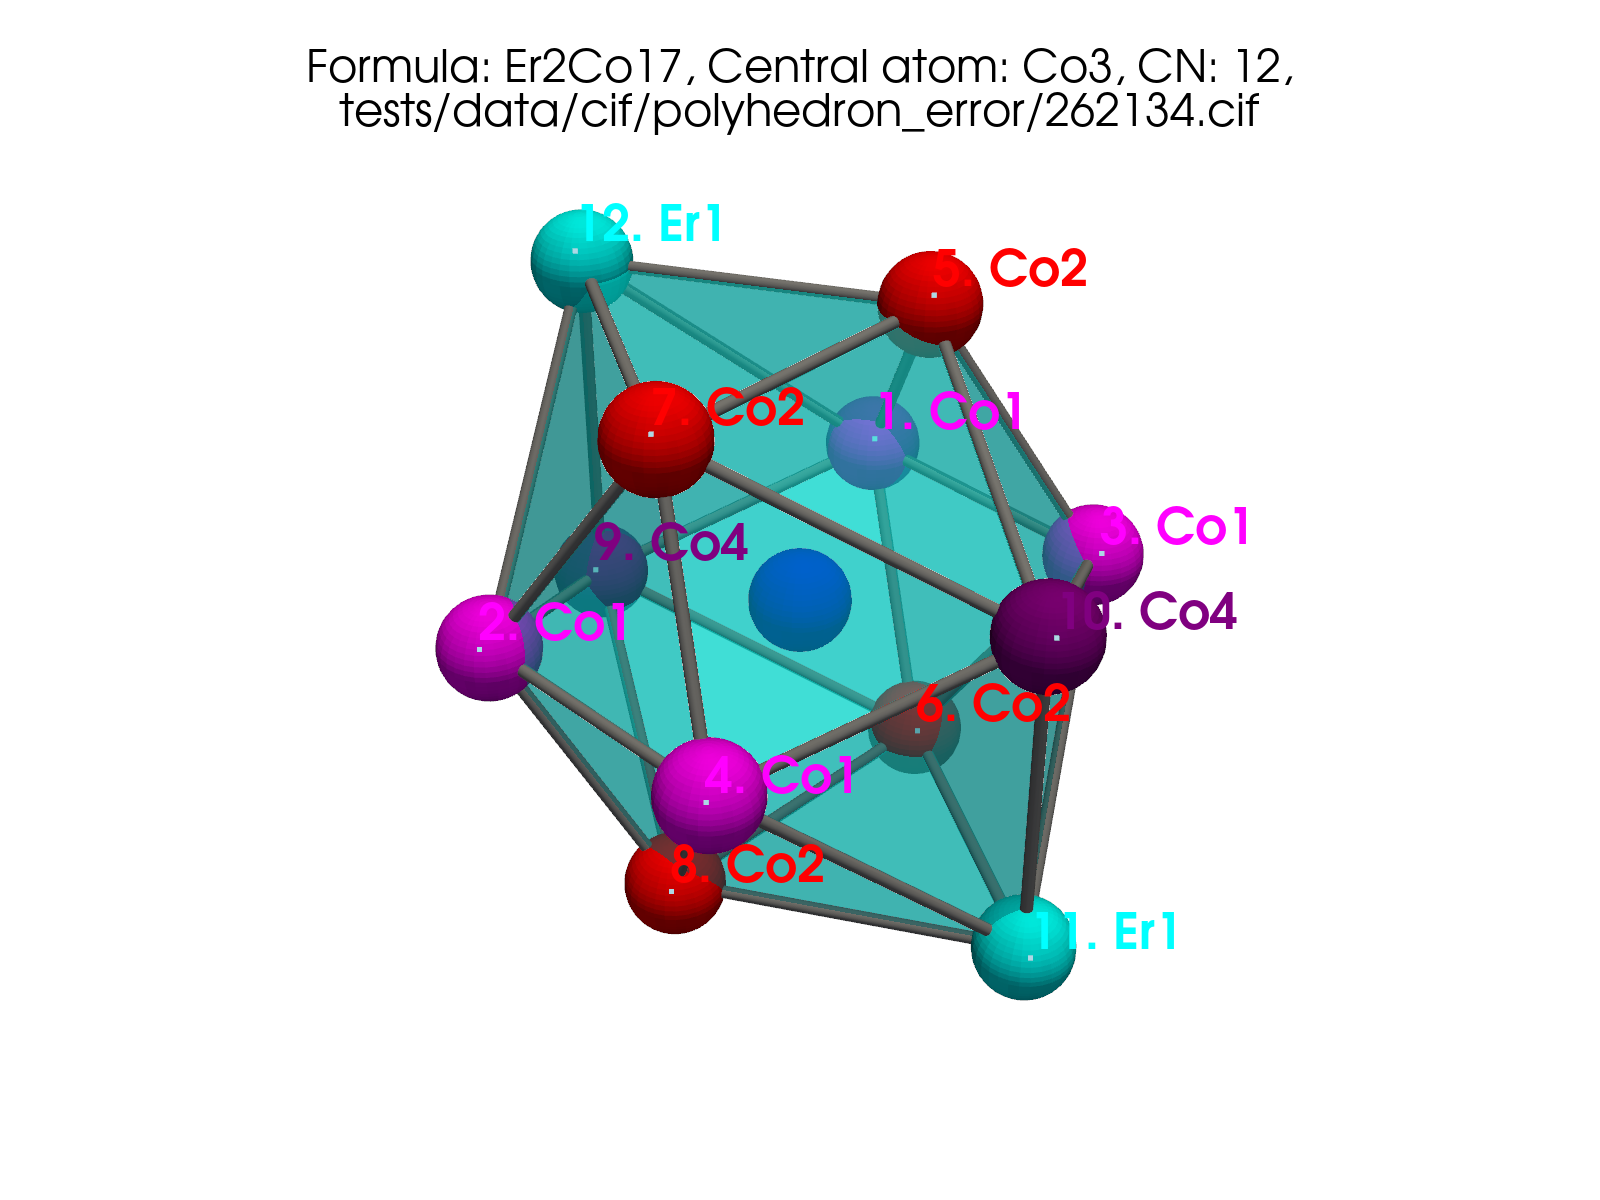 Formula: Er2Co17, Central atom: Co3, CN: 12,
tests/data/cif/polyhedron_error/262134.cif
12. Er1
5. Co2
7. Co2
1. Co1
3. Co1
9. Co4
10. Co4
2. Co1
6. Co2
4. Co1
8. Co2
11. Er1